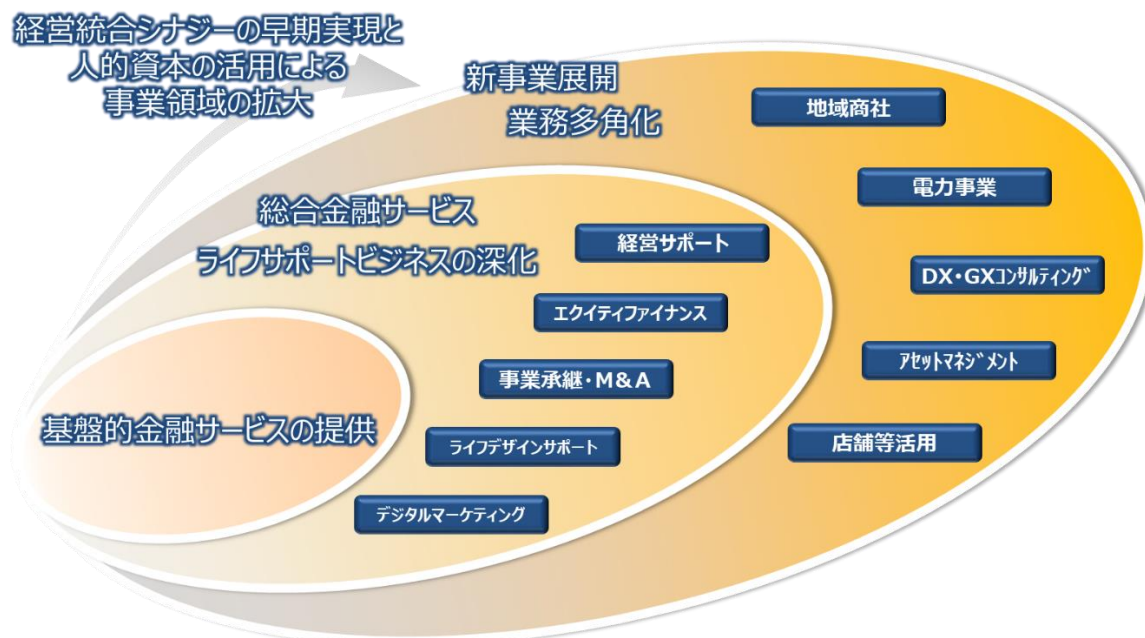 経営統合シナジーの早期実現と
人的資本の活用による
事業領域の拡大
新事業展開
業務多角化
地域商社
電力事業
DX・GXｺﾝｻﾙﾃｨﾝｸﾞ
ｱｾｯﾄﾏﾈｼﾞﾒﾝﾄ
店舗等活用
総合金融サービス
ライフサポートビジネスの深化
経営サポート
エクイティファイナンス
事業承継・M&A
ライフデザインサポート
デジタルマーケティング
基盤的金融サービスの提供